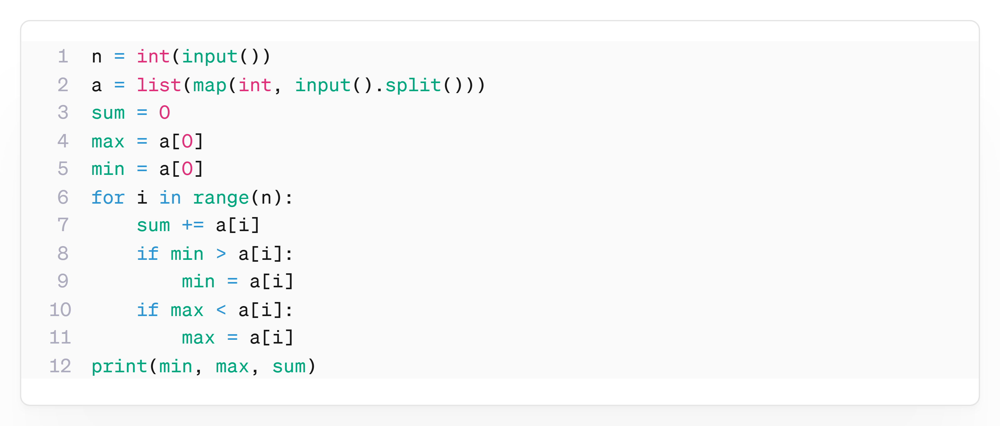 1 n = int(input())
2 a = list(map(int, input().split()))
3 sum = 0
4 max = a[0]
5 min = a[0]
6 for i in range(n):
7     sum += a[i]
8     if min > a[i]:
9         min = a[i]
10     if max < a[i]:
11         max = a[i]
12 print(min, max, sum)